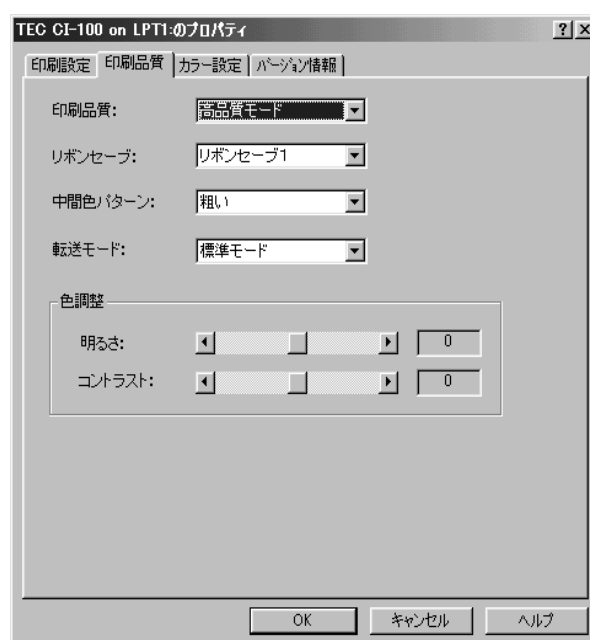 TEC CI-100 on LPT1:のプロパティ
印刷設定 印刷品質 カラー設定 バージョン情報
印刷品質: 高品質モード
リボンセーブ: リボンセーブ1
中間色パターン: 粗い
転送モード: 標準モード
色調整
明るさ: 0
コントラスト: 0
OK キャンセル ヘルプ